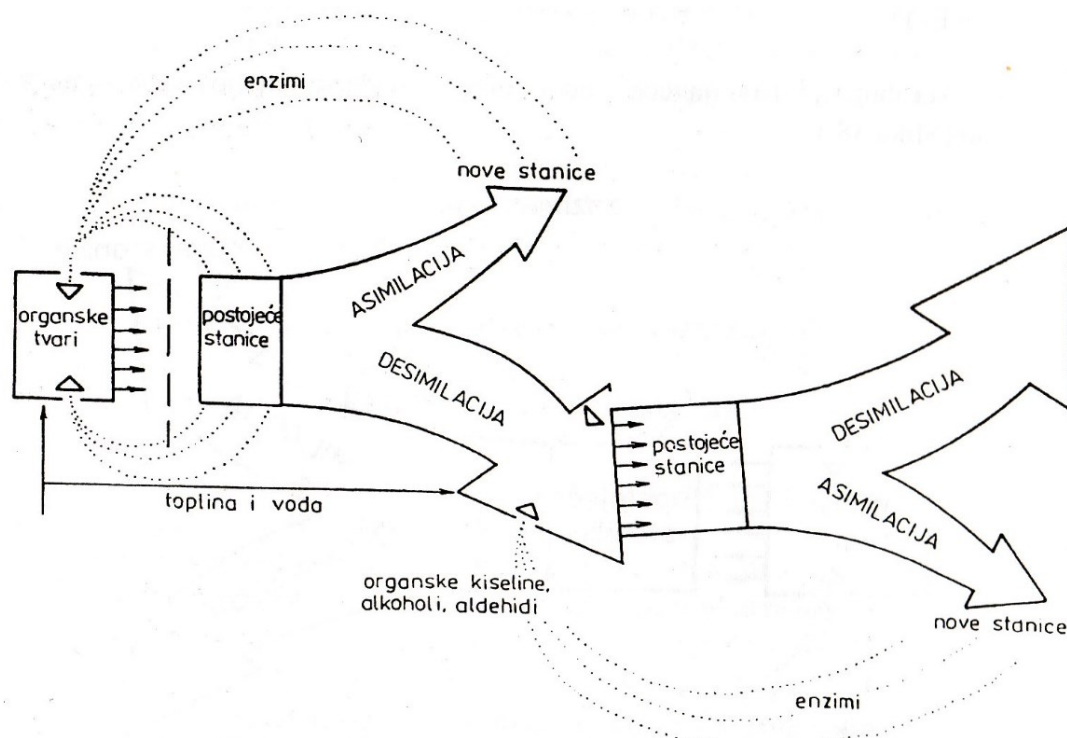 enzimi
nove stanice
organske
tvari
postojeće
stanice
ASIMILACIJA
DESIMILACIJA
toplina i voda
organske kiseline,
alkoholi, aldehidi
postojeće
stanice
DESIMILACIJA
ASIMILACIJA
nove stanice
enzimi